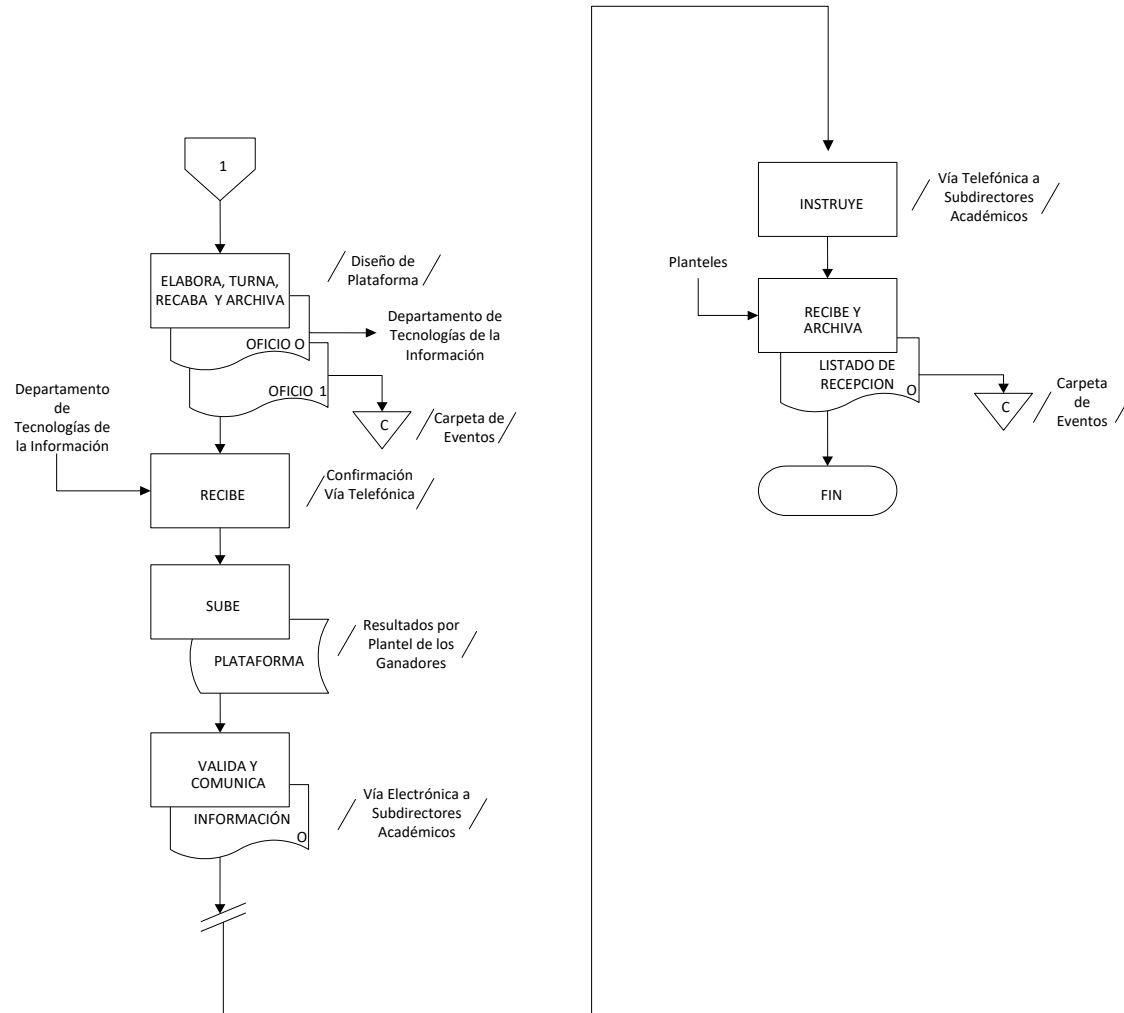 1
ELABORA, TURNA,
RECABA Y ARCHIVA
Diseño de
Plataforma
OFICIO O
Departamento de
Tecnologías de la
Información
OFICIO 1
C
Carpeta de
Eventos
Departamento
de
Tecnologías de
la Información
RECIBE
Confirmación
Vía Telefónica
SUBE
PLATAFORMA
Resultados por
Plantel de los
Ganadores
VALIDA Y
COMUNICA
INFORMACIÓN
O
Vía Electrónica a
Subdirectores
Académicos
INSTRUYE
Vía Telefónica a
Subdirectores
Académicos
Planteles
RECIBE Y
ARCHIVA
LISTADO DE
RECEPCION
O
C
Carpeta
de
Eventos
FIN